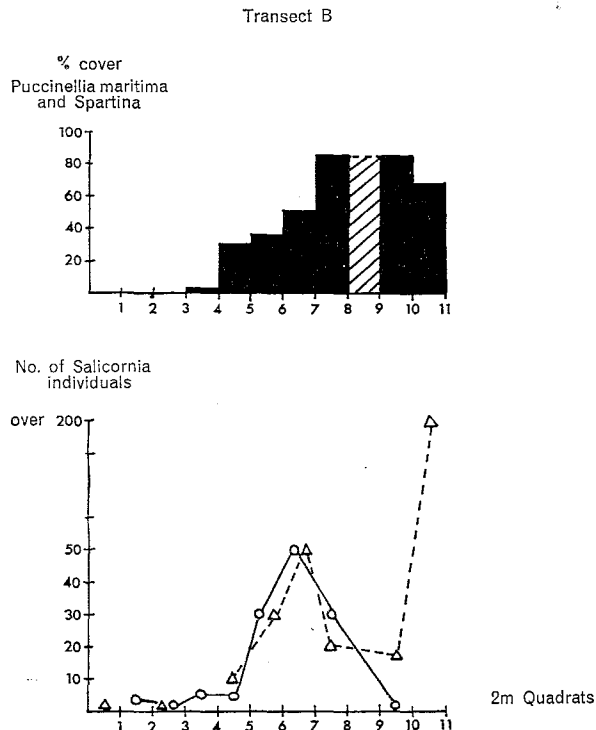 Transect B
% cover
Puccinellia maritima
and Spartina
100
80
60
40
20
1 2 3 4 5 6 7 8 9 10 11
No. of Salicornia
individuals
over 200
50
40
30
20
10
1 2 3 4 5 6 7 8 9 10 11
2m Quadrats